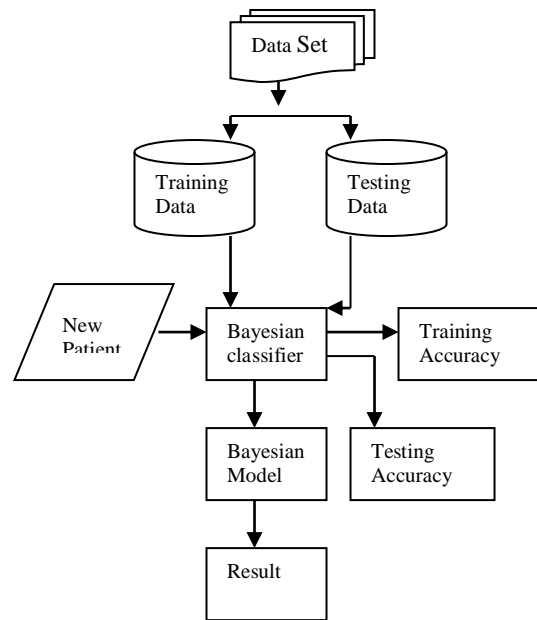 Data Set
Training
Data
Testing
Data
New
Patient
Bayesian
classifier
Training
Accuracy
Bayesian
Model
Testing
Accuracy
Result